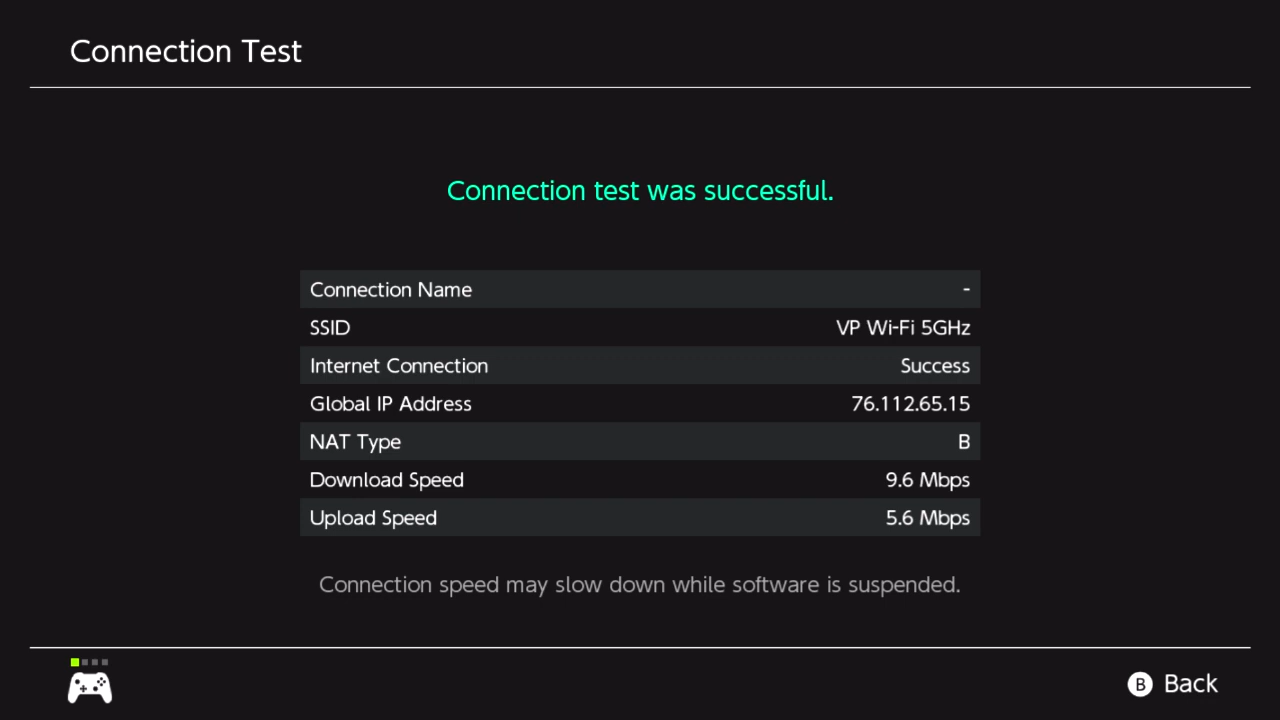 Connection Test
Connection test was successful.
Connection Name -
SSID VP Wi-Fi 5GHz
Internet Connection Success
Global IP Address 76.112.65.15
NAT Type B
Download Speed 9.6 Mbps
Upload Speed 5.6 Mbps
Connection speed may slow down while software is suspended.
B Back